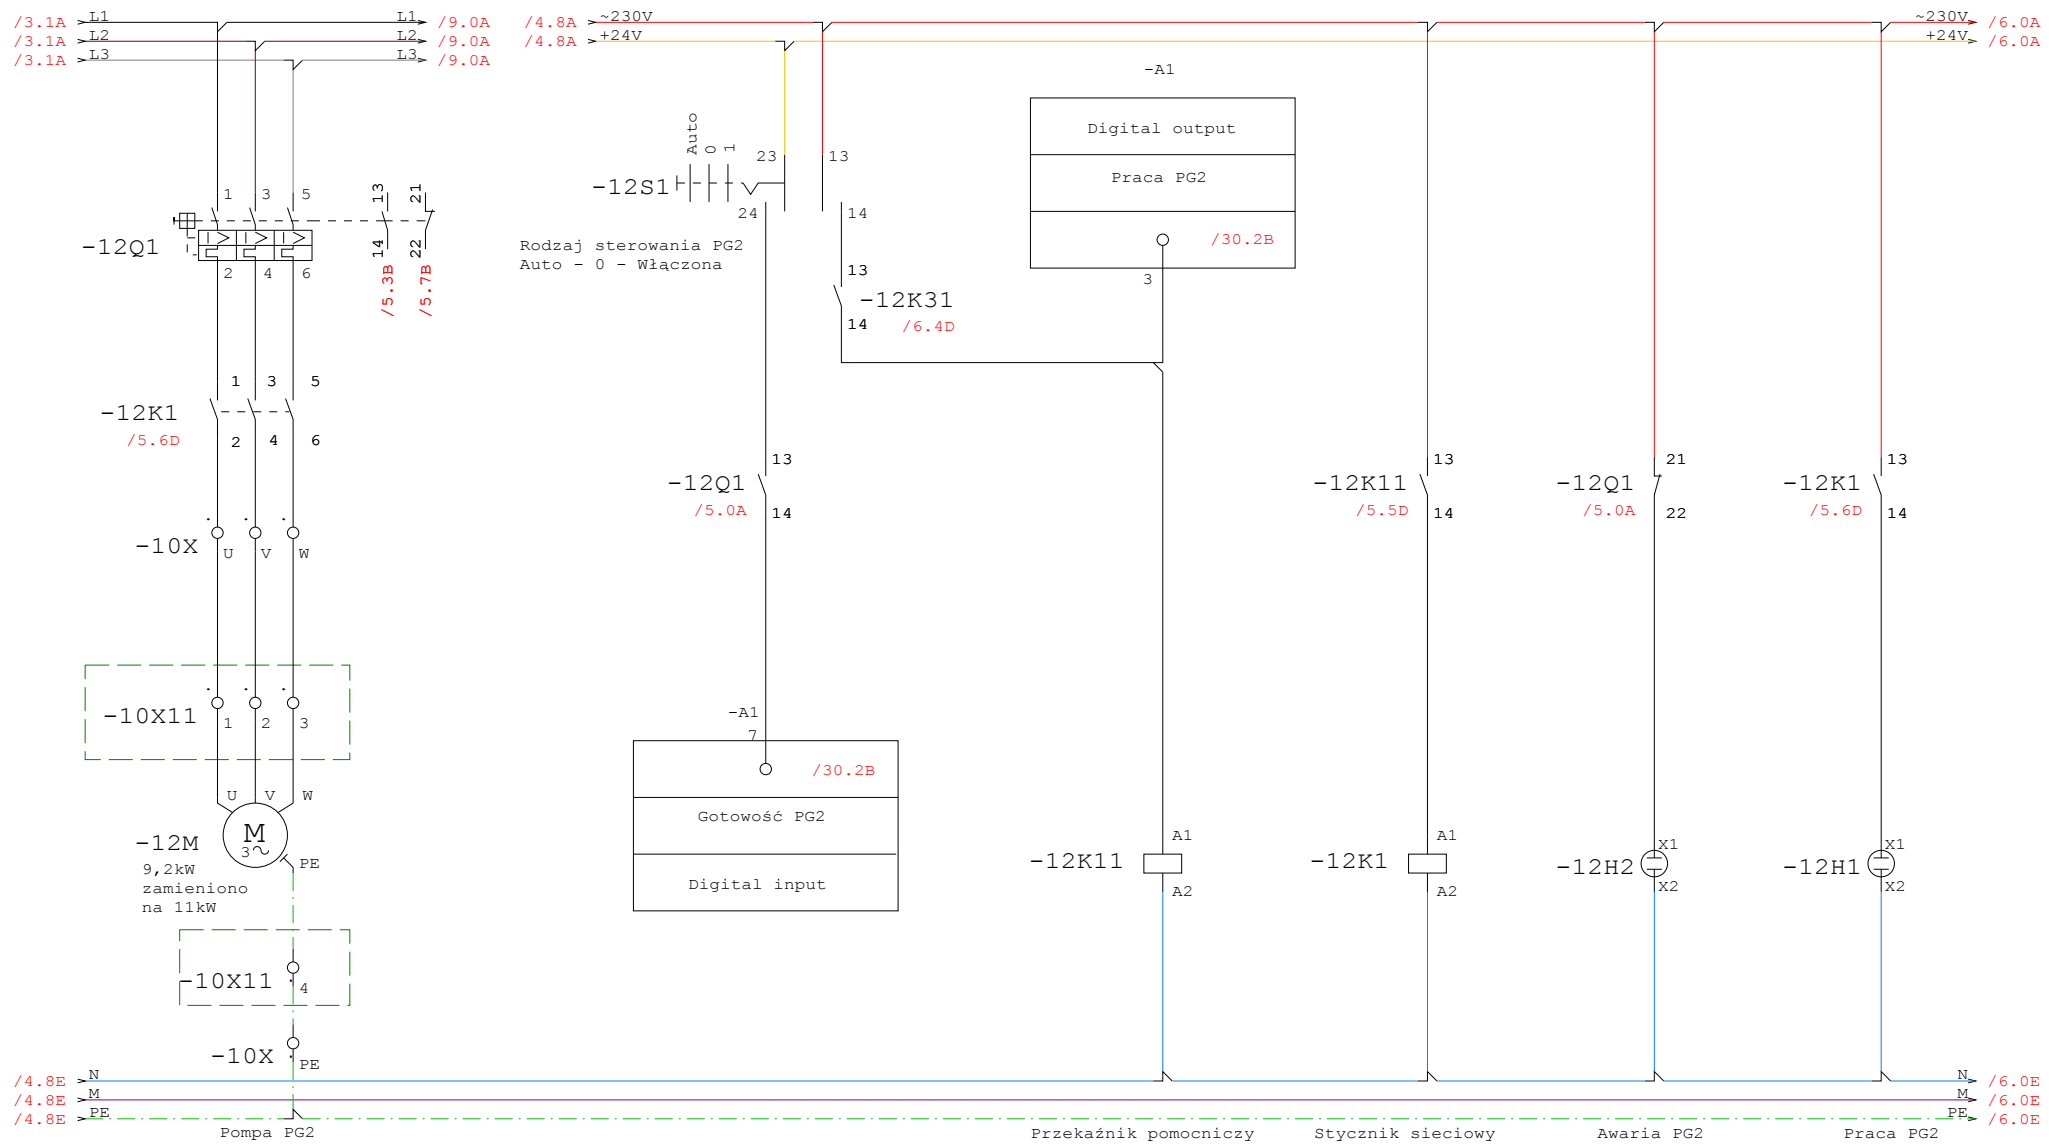 /3.1A L1 L1 /9.0A
/3.1A L2 L2 /9.0A
/3.1A L3 L3 /9.0A
/4.8A ~230V ~230V /6.0A
/4.8A +24V +24V /6.0A
-A1
Digital output
Praca PG2
/30.2B
3
Auto
0
1
23 13
-12S1
24 14
Rodzaj sterowania PG2
Auto - 0 - Włączona
13
-12K31
14 /6.4D
1 3 5 13 21
-12Q1
2 4 6 14 22
/5.3B /5.7B
1 3 5
-12K1
/5.6D 2 4 6
13
-12Q1
/5.0A 14
13
-12K11
/5.5D 14
21
-12Q1
/5.0A 22
13
-12K1
/5.6D 14
-10X U V W
-10X11 1 2 3
U V W
-12M
M
3
PE
9,2kW
zamieniono
na 11kW
-10X11 4
-10X PE
-A1
7
/30.2B
Gotowość PG2
Digital input
A1
-12K11
A2
A1
-12K1
A2
X1
-12H2
X2
X1
-12H1
X2
/4.8E N N /6.0E
/4.8E M M /6.0E
/4.8E PE PE /6.0E
Pompa PG2 Przekaźnik pomocniczy Stycznik sieciowy Awaria PG2 Praca PG2